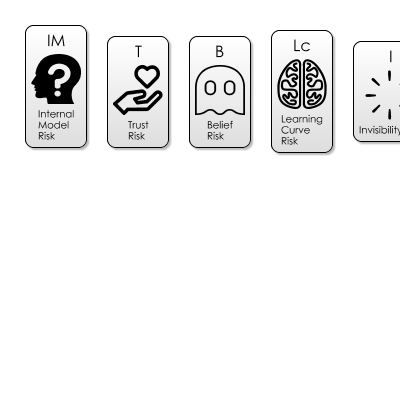 IM
Internal
Model
Risk
T
Trust
Risk
B
Belief
Risk
Lc
Learning
Curve
Risk
I
Invisibility